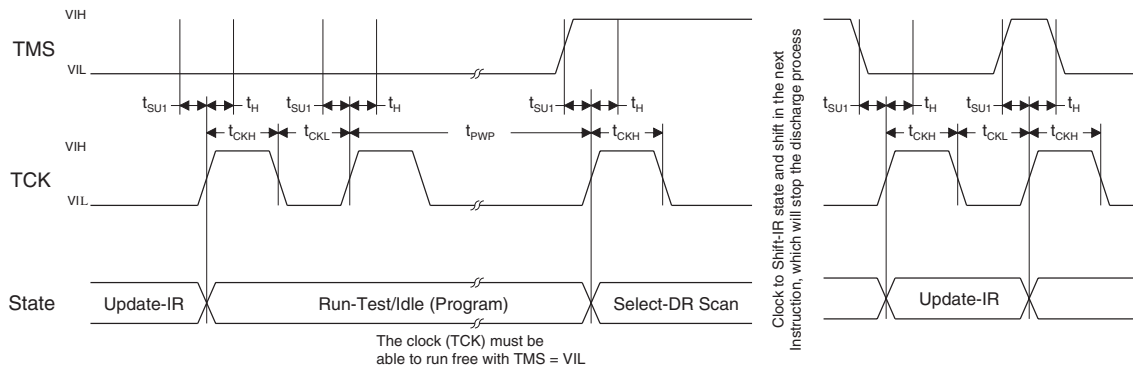 VIH
TMS
VIL
tSU1 tH tSU1 tH tSU1 tH tSU1 tH tSU1 tH
tCKH tCKL tPWP tCKH tCKH tCKL tCKH
VIH
TCK
VIL
State
Update-IR Run-Test/Idle (Program) Select-DR Scan Update-IR
The clock (TCK) must be
able to run free with TMS = VIL
Clock to Shift-IR state and shift in the next
Instruction, which will stop the discharge process